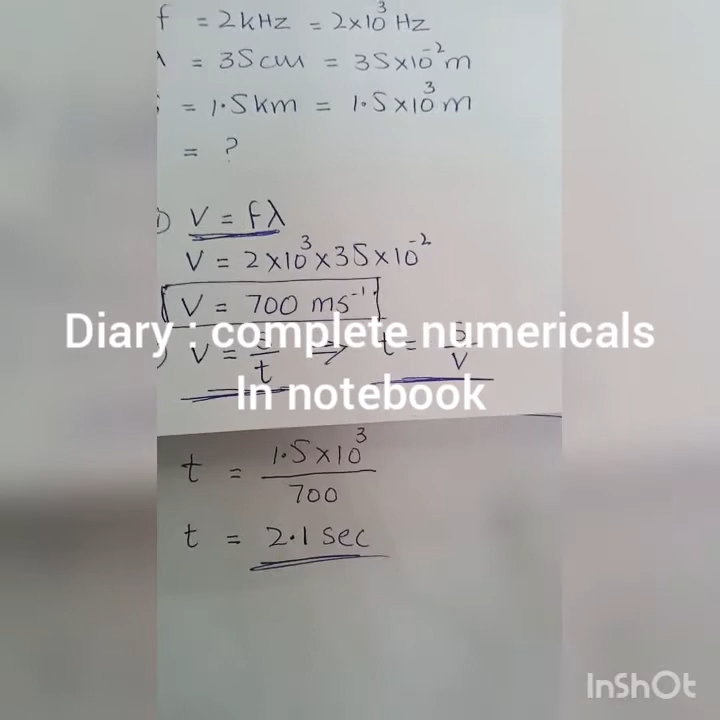 f = 2kHz = 2×10³ Hz
λ = 35cm = 35×10⁻² m
= 1.5km = 1.5×10³ m
= ?
1) V = fλ
V = 2×10³×35×10⁻²
V = 700 ms⁻¹
Diary : complete numericals
) V = S/t ⇒ t = S/V
In notebook
t = 1.5×10³/700
t = 2.1 sec
InShOt